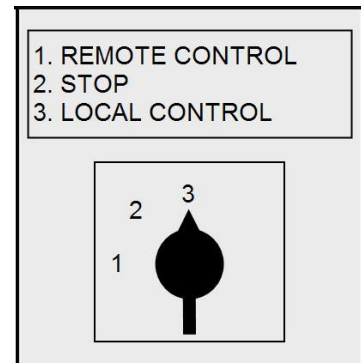 1. REMOTE CONTROL
2. STOP
3. LOCAL CONTROL
3
2
1